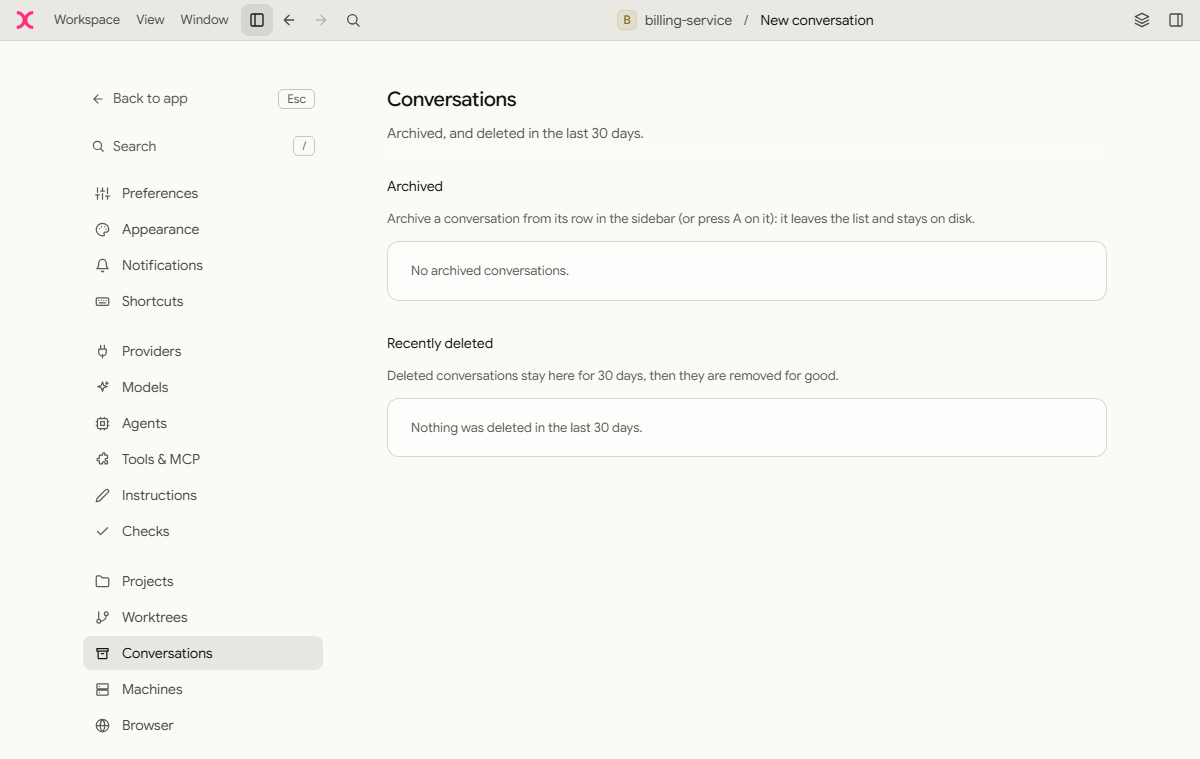 Workspace View Window
B billing-service / New conversation
Back to app Esc
Search /
Preferences
Appearance
Notifications
Shortcuts
Providers
Models
Agents
Tools & MCP
Instructions
Checks
Projects
Worktrees
Conversations
Machines
Browser
Conversations
Archived, and deleted in the last 30 days.
Archived
Archive a conversation from its row in the sidebar (or press A on it): it leaves the list and stays on disk.
No archived conversations.
Recently deleted
Deleted conversations stay here for 30 days, then they are removed for good.
Nothing was deleted in the last 30 days.